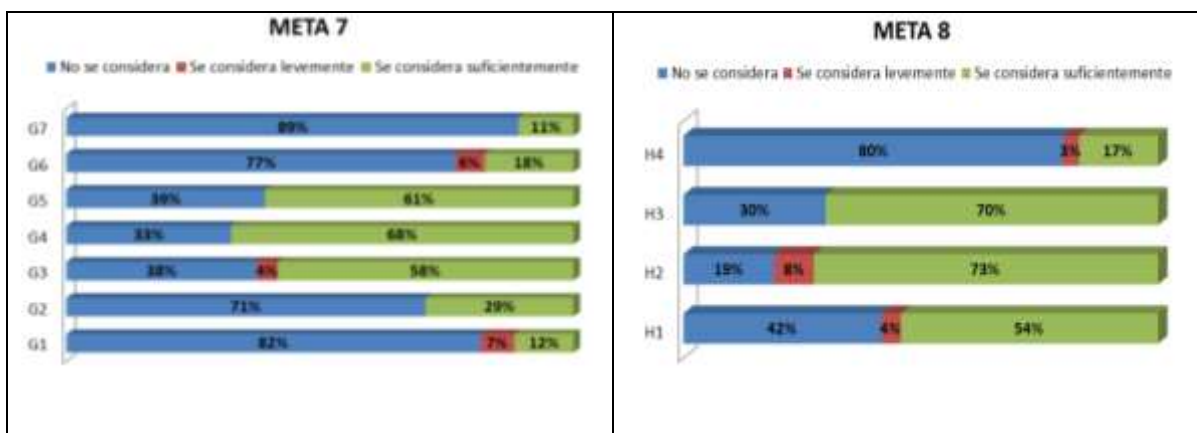 META 7
No se considera Se considera levemente Se considera suficientemente
G7 89% 11%
G6 77% 6% 18%
G5 39% 61%
G4 33% 68%
G3 38% 4% 58%
G2 71% 29%
G1 82% 7% 12%
META 8
No se considera Se considera levemente Se considera suficientemente
H4 80% 3% 17%
H3 30% 70%
H2 19% 8% 73%
H1 42% 4% 54%